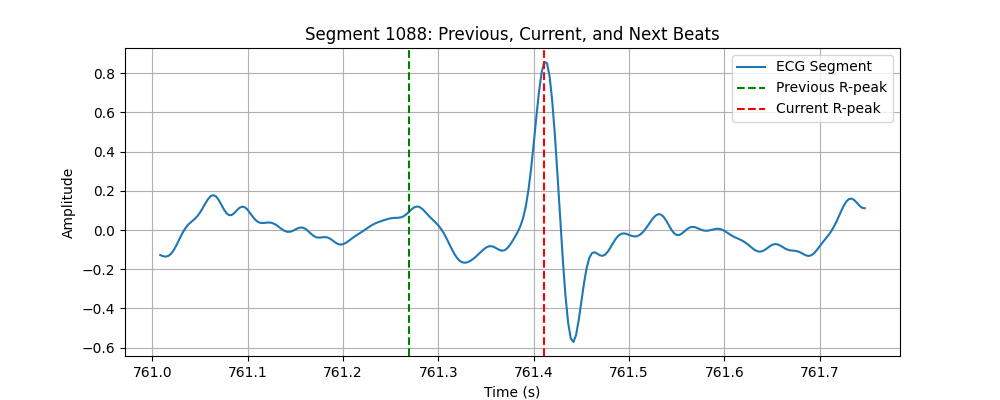 Segment 1088: Previous, Current, and Next Beats
ECG Segment
Previous R-peak
Current R-peak
Amplitude
0.8
0.6
0.4
0.2
0.0
−0.2
−0.4
−0.6
761.0 761.1 761.2 761.3 761.4 761.5 761.6 761.7
Time (s)